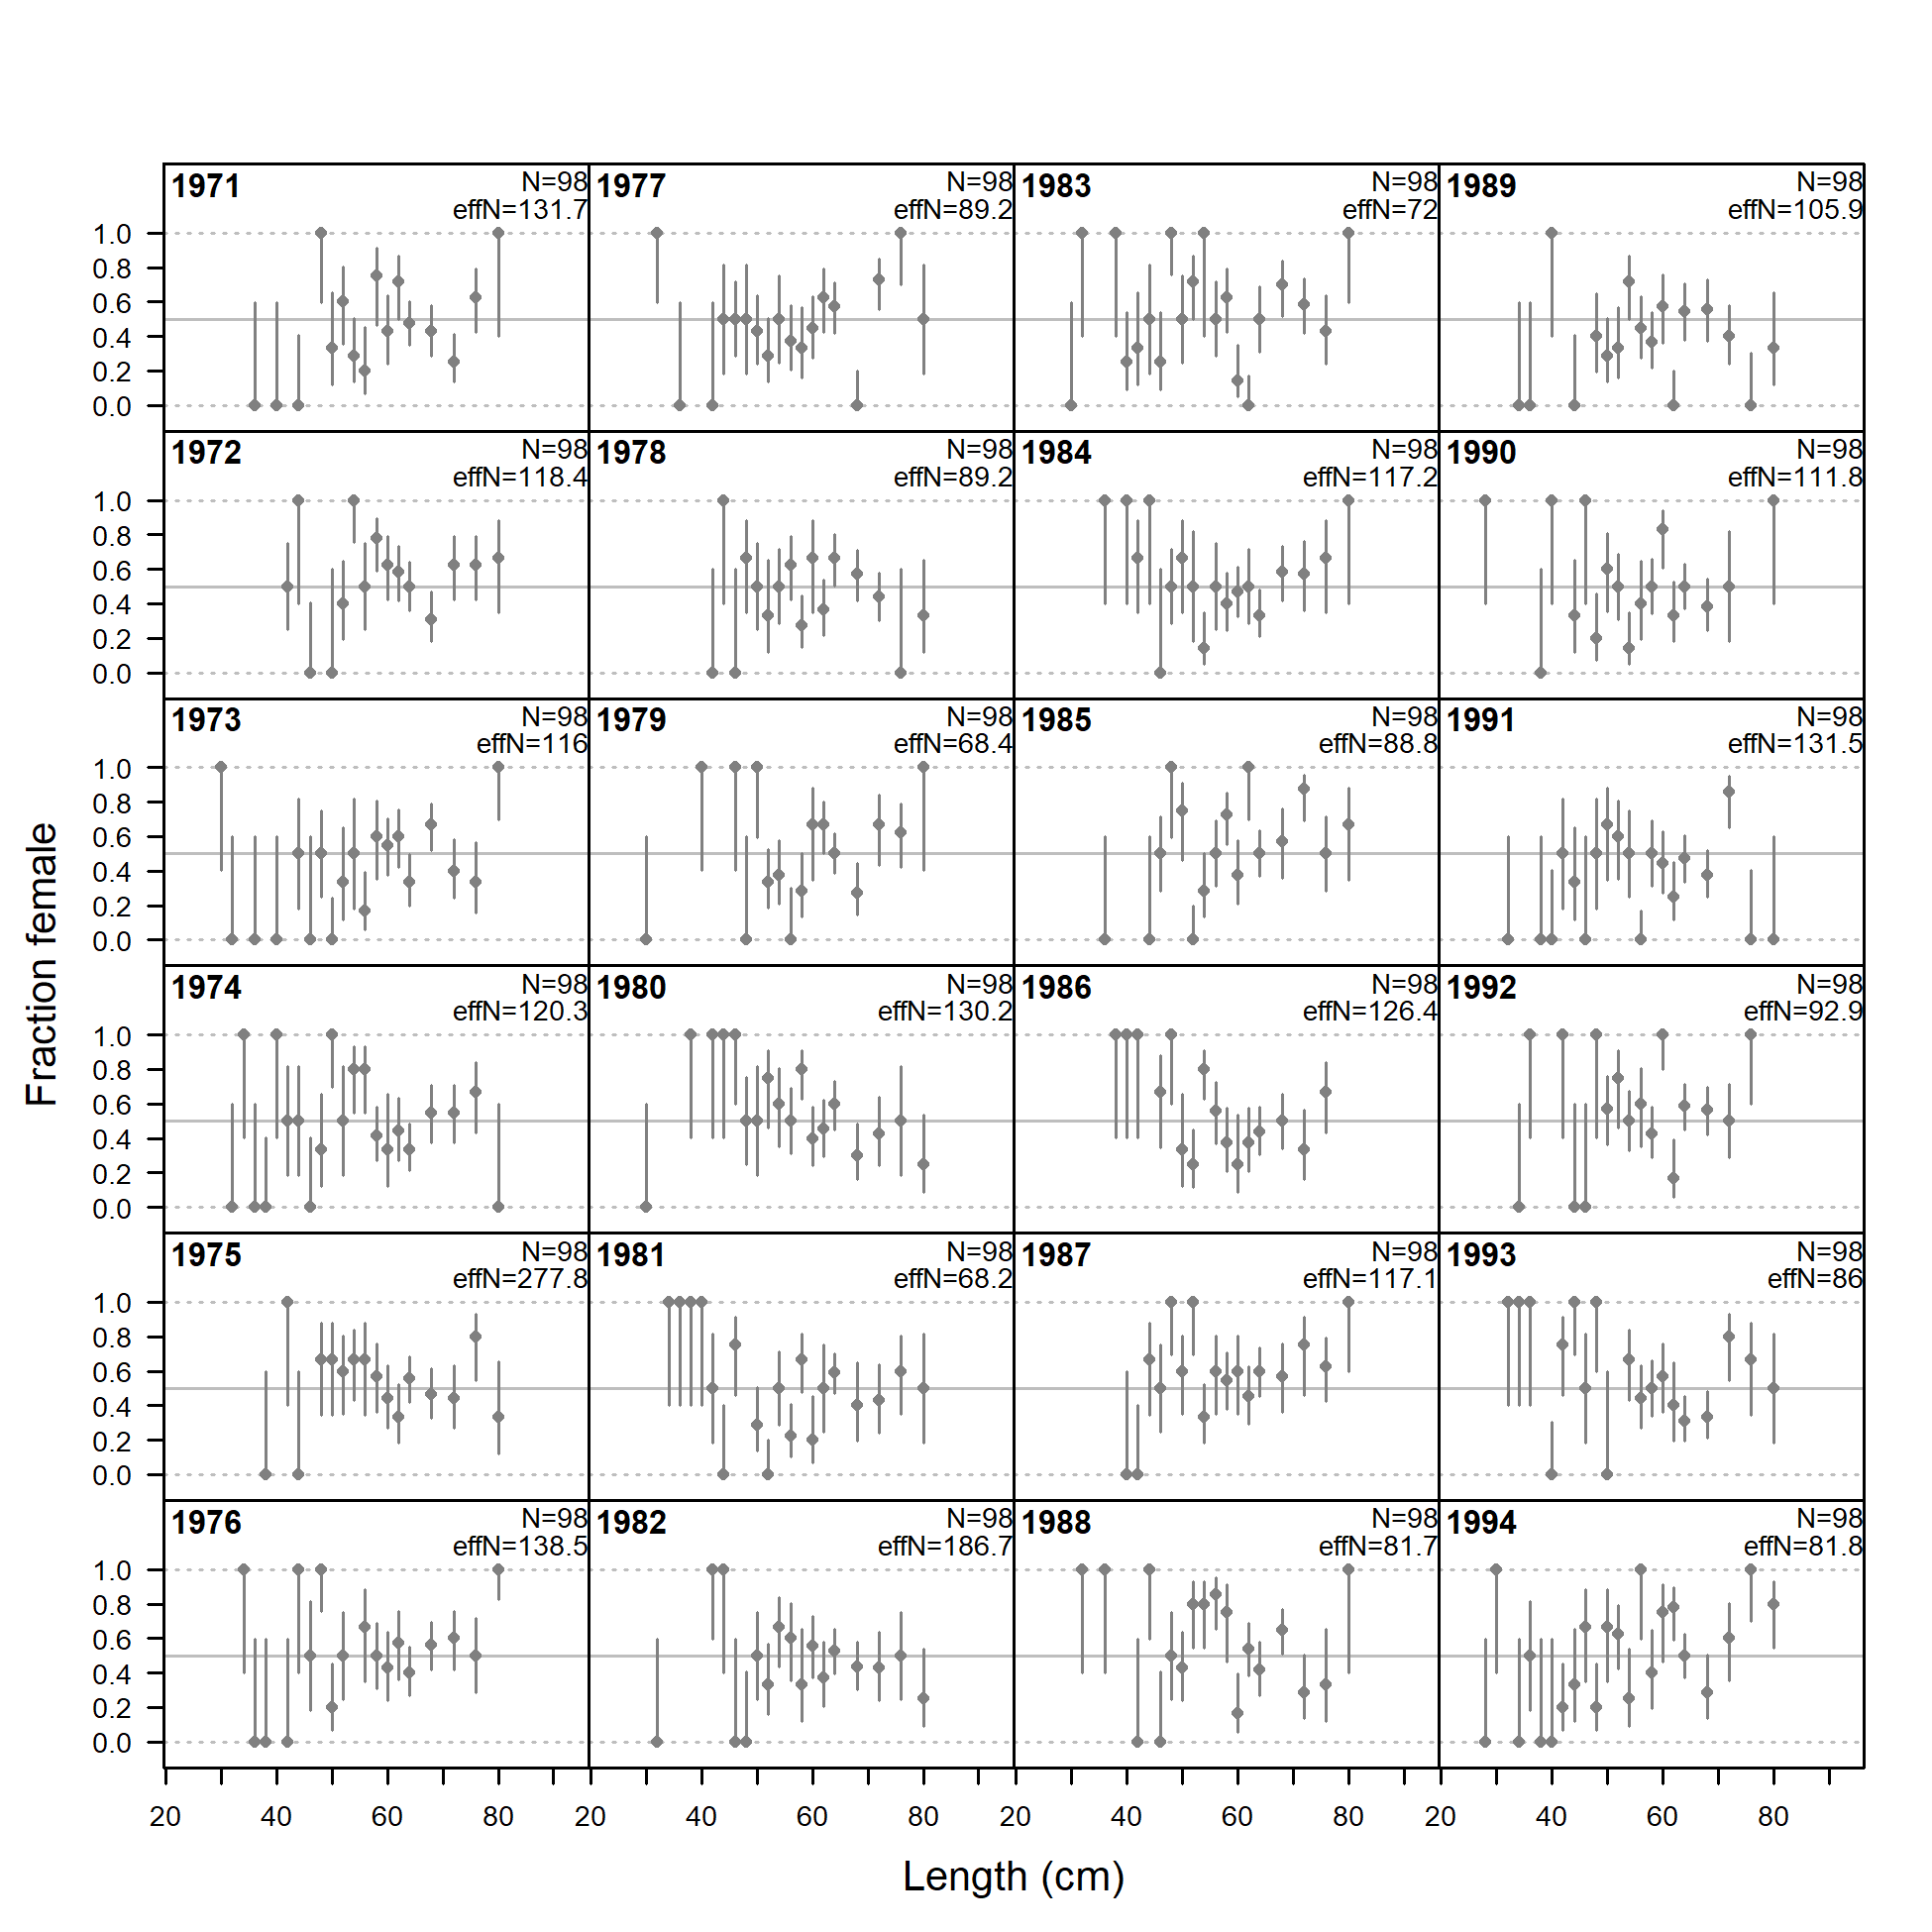 1971 N=98 1977 N=98 1983 N=98 1989 N=98
effN=131.7 effN=89.2 effN=72 effN=105.9
1.0
0.8
0.6
0.4
0.2
0.0
1972 N=98 1978 N=98 1984 N=98 1990 N=98
effN=118.4 effN=89.2 effN=117.2 effN=111.8
1.0
0.8
0.6
0.4
0.2
0.0
1973 N=98 1979 N=98 1985 N=98 1991 N=98
effN=116 effN=68.4 effN=88.8 effN=131.5
1.0
0.8
0.6
0.4
0.2
0.0
1974 N=98 1980 N=98 1986 N=98 1992 N=98
effN=120.3 effN=130.2 effN=126.4 effN=92.9
1.0
0.8
0.6
0.4
0.2
0.0
1975 N=98 1981 N=98 1987 N=98 1993 N=98
effN=277.8 effN=68.2 effN=117.1 effN=86
1.0
0.8
0.6
0.4
0.2
0.0
1976 N=98 1982 N=98 1988 N=98 1994 N=98
effN=138.5 effN=186.7 effN=81.7 effN=81.8
1.0
0.8
0.6
0.4
0.2
0.0
20 40 60 80 20 40 60 80 20 40 60 80 20 40 60 80
Length (cm)
Fraction female